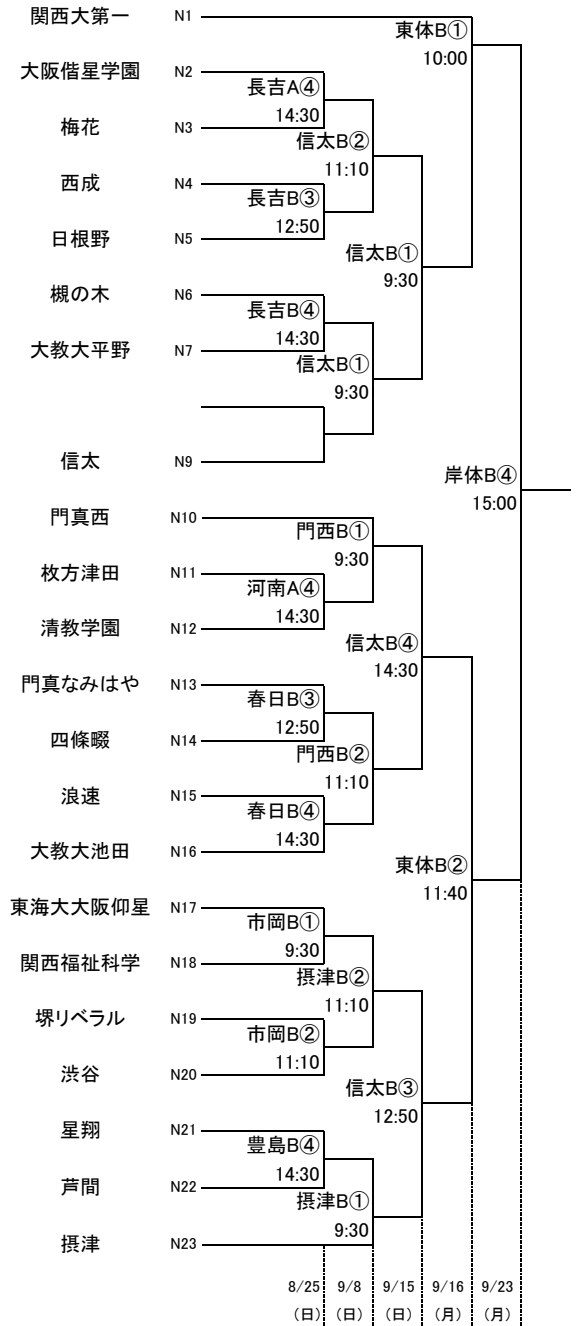 関西大第一 N1
東体B①
10:00
大阪偕星学園 N2
長吉A④
14:30
梅花 N3
信太B②
11:10
西成 N4
長吉B③
12:50
日根野 N5
信太B①
9:30
槻の木 N6
長吉B④
14:30
大教大平野 N7
信太B①
9:30
信太 N9
岸体B④
15:00
門真西 N10
門西B①
9:30
枚方津田 N11
河南A④
14:30
清教学園 N12
信太B④
14:30
門真なみはや N13
春日B③
12:50
四條畷 N14
門西B②
11:10
浪速 N15
春日B④
14:30
大教大池田 N16
東体B②
11:40
東海大大阪仰星 N17
市岡B①
9:30
関西福祉科学 N18
摂津B②
11:10
堺リベラル N19
市岡B②
11:10
渋谷 N20
信太B③
12:50
星翔 N21
豊島B④
14:30
芦間 N22
摂津B①
9:30
摂津 N23
8/25 9/8 9/15 9/16 9/23
（日） （日） （日） （月） （月）